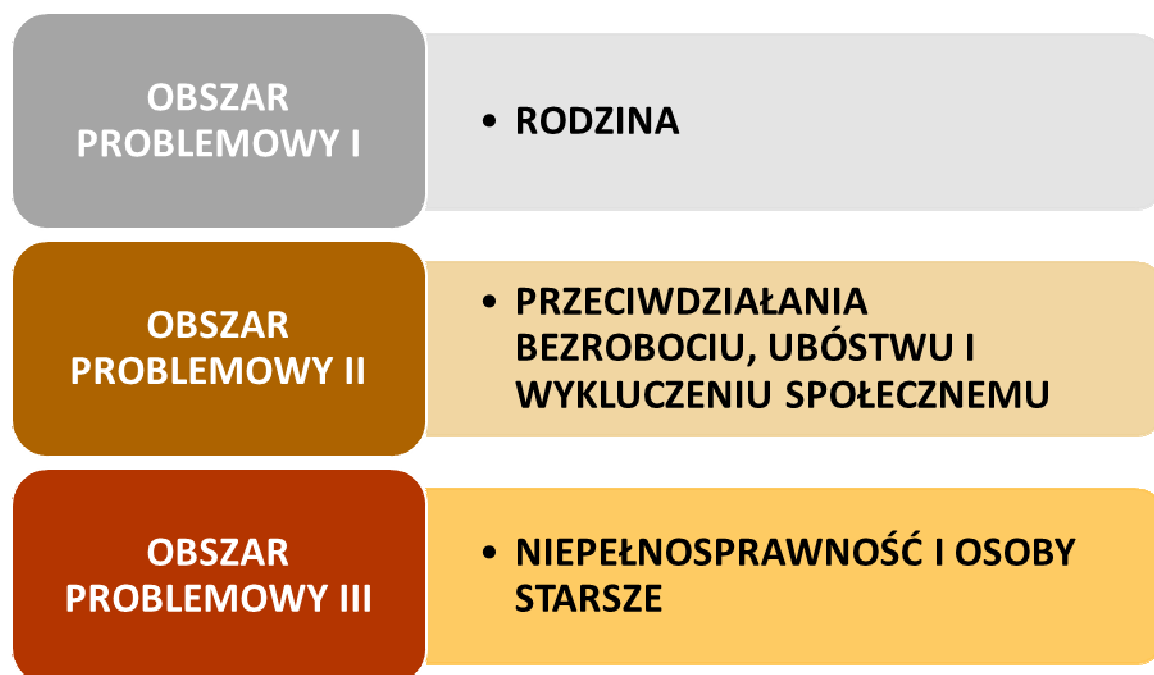 OBSZAR
PROBLEMOWY I
• RODZINA
OBSZAR
PROBLEMOWY II
• PRZECIWDZIAŁANIA
BEZROBOCIU, UBÓSTWU I
WYKLUCZENIU SPOŁECZNEMU
OBSZAR
PROBLEMOWY III
• NIEPEŁNOSPRAWNOŚĆ I OSOBY
STARSZE